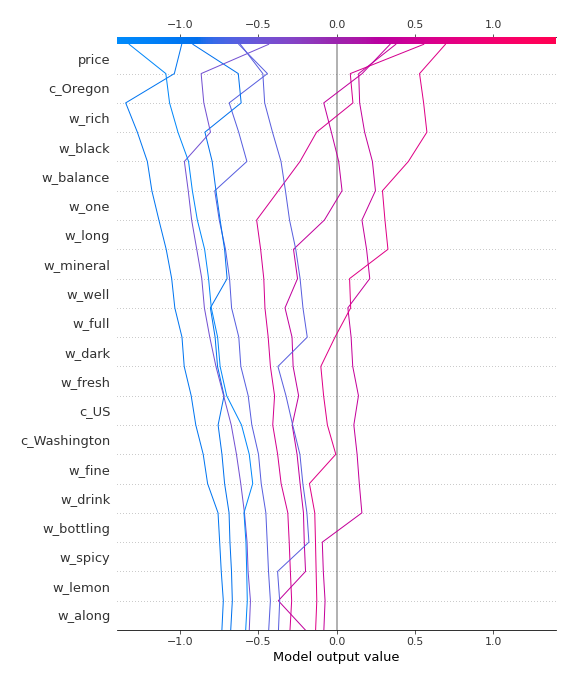 −1.0 −0.5 0.0 0.5 1.0
price
c_Oregon
w_rich
w_black
w_balance
w_one
w_long
w_mineral
w_well
w_full
w_dark
w_fresh
c_US
c_Washington
w_fine
w_drink
w_bottling
w_spicy
w_lemon
w_along
−1.0 −0.5 0.0 0.5 1.0
Model output value